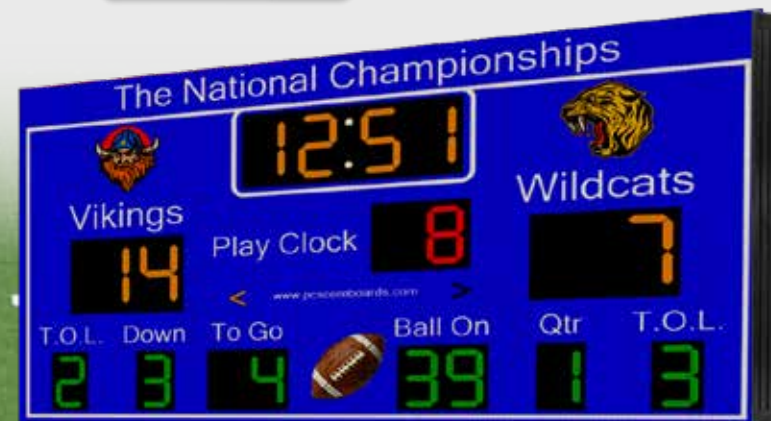 The National Championships
12:51
Vikings
Wildcats
14
Play Clock
8
7
< www.pcscoreboards.com >
T.O.L. Down To Go Ball On Qtr T.O.L.
2 3 4 39 1 3